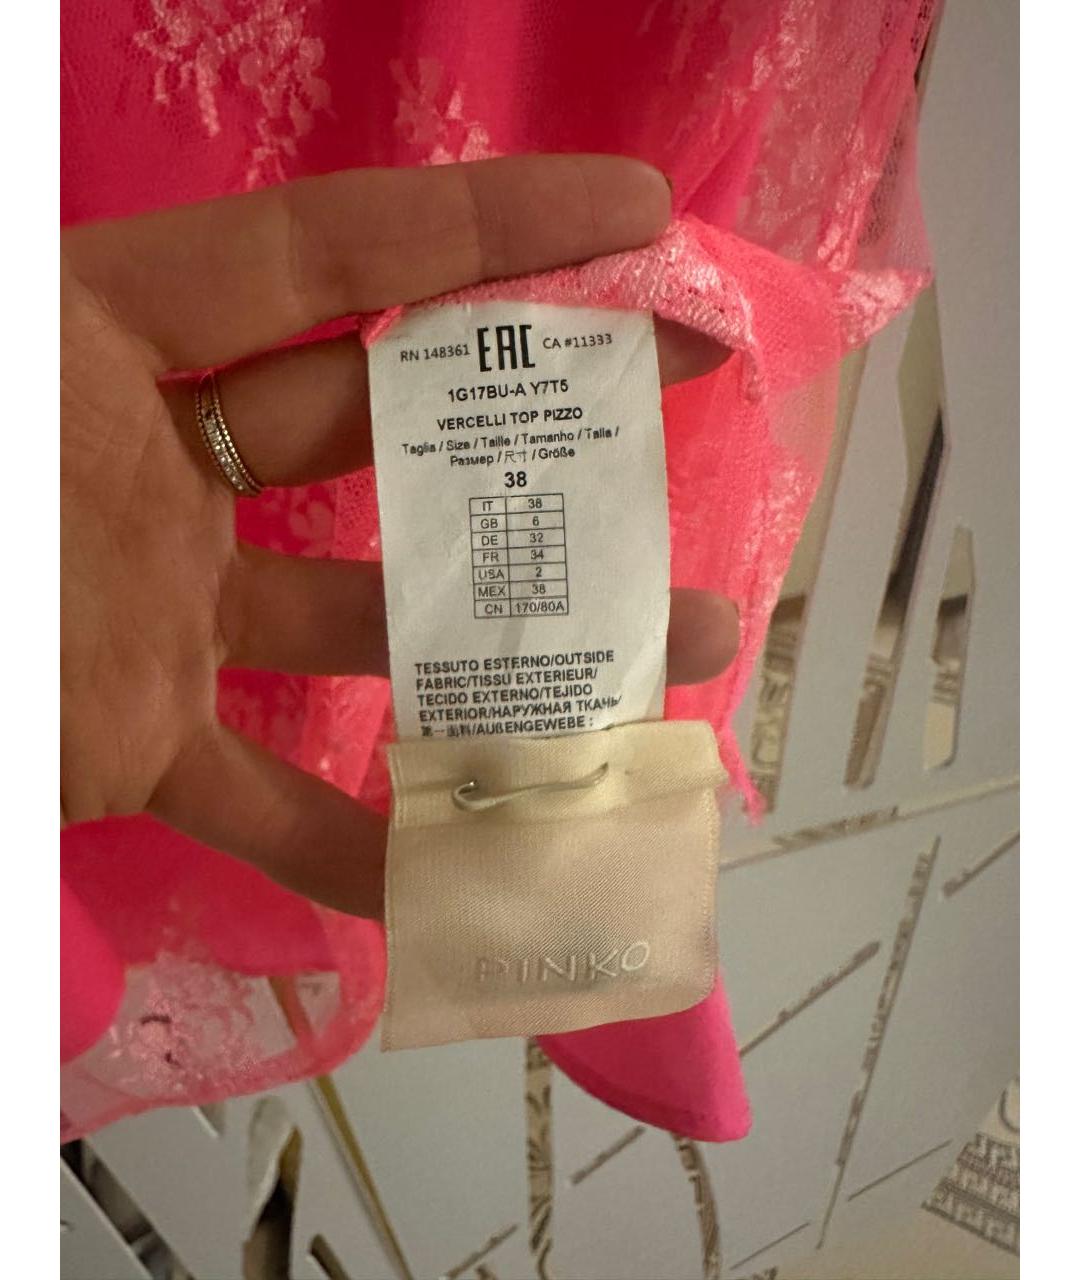 RN 148361 EAC CA #11333
1G17BU-A Y7T5
VERCELLI TOP PIZZO
Taglia / Size / Taille / Tamanho / Talla /
Размер / 尺寸 / Größe
38
IT 38
GB 6
DE 32
FR 34
USA 2
MEX 38
CN 170/80A
TESSUTO ESTERNO/OUTSIDE
FABRIC/TISSU EXTERIEUR/
TECIDO EXTERNO/TEJIDO
EXTERIOR/НАРУЖНАЯ ТКАНЬ/
第一面料/AUßENGEWEBE :
PINKO